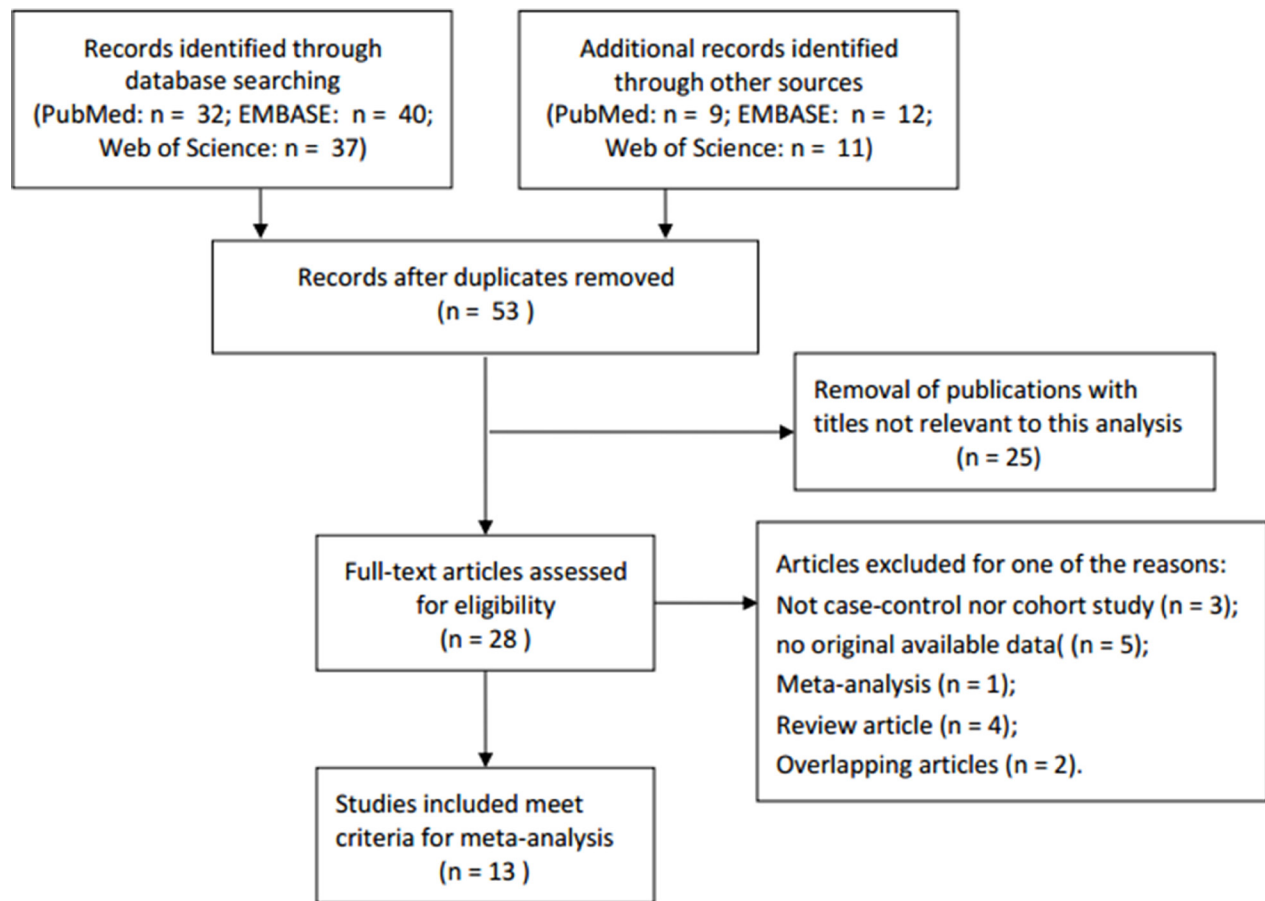 Records identified through
database searching
(PubMed: n = 32; EMBASE: n = 40;
Web of Science: n = 37)
Additional records identified
through other sources
(PubMed: n = 9; EMBASE: n = 12;
Web of Science: n = 11)
Records after duplicates removed
(n = 53 )
Removal of publications with
titles not relevant to this analysis
(n = 25)
Full-text articles assessed
for eligibility
(n = 28 )
Articles excluded for one of the reasons:
Not case-control nor cohort study (n = 3);
no original available data( (n = 5);
Meta-analysis (n = 1);
Review article (n = 4);
Overlapping articles (n = 2).
Studies included meet
criteria for meta-analysis
(n = 13 )